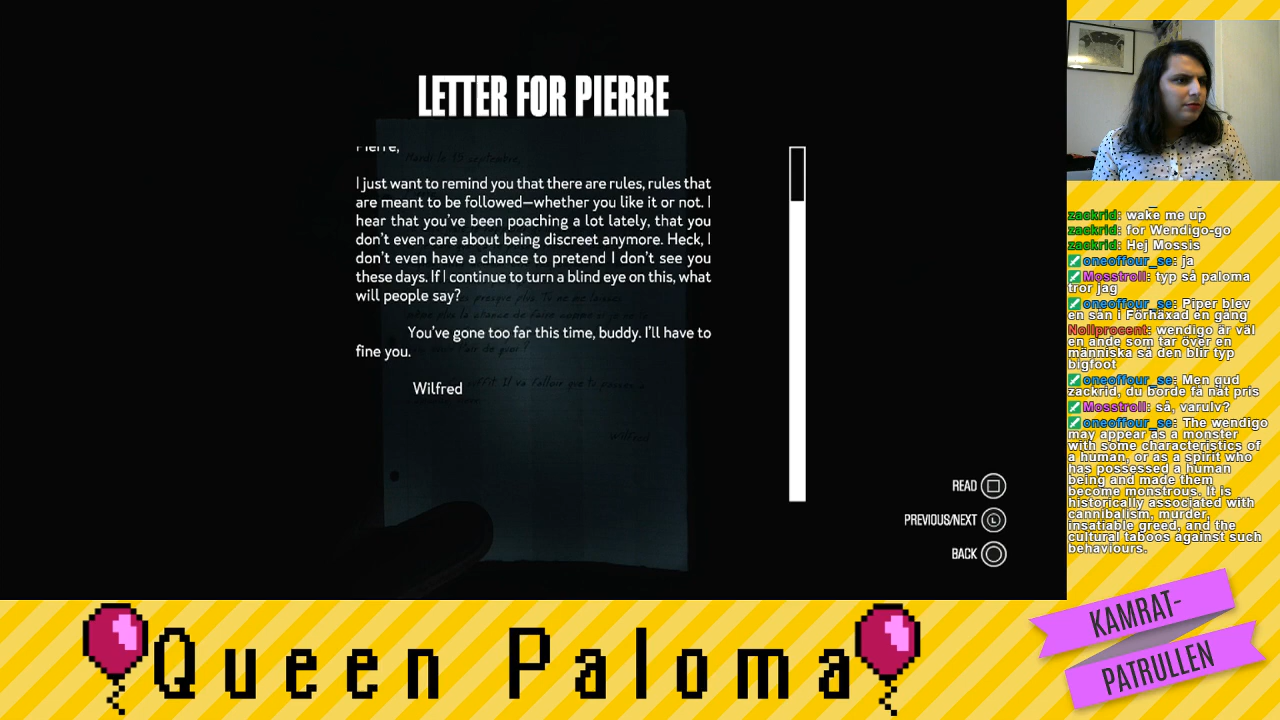 LETTER FOR PIERRE
Pierre,
Mardi le 15 septembre,
I just want to remind you that there are rules, rules that
are meant to be followed—whether you like it or not. I
hear that you've been poaching a lot lately, that you
don't even care about being discreet anymore. Heck, I
don't even have a chance to pretend I don't see you
these days. If I continue to turn a blind eye on this, what
will people say?
You've gone too far this time, buddy. I'll have to
fine you.
Wilfred
Wilfred
READ
PREVIOUS/NEXT L
BACK
zackrid: wake me up
zackrid: for Wendigo-go
zackrid: Hej Mossis
oneoffour_se: ja
Mosstroll: typ så paloma
tror jag
oneoffour_se: Piper blev
en sån i Förhäxad en gång
Nollprocent: wendigo är väl
en ande som tar över en
människa så den blir typ
bigfoot
oneoffour_se: Men gud
zackrid, du borde få nåt pris
Mosstroll: så, varulv?
oneoffour_se: The wendigo
may appear as a monster
with some characteristics of
a human, or as a spirit who
has possessed a human
being and made them
become monstrous. It is
historically associated with
cannibalism, murder,
insatiable greed, and the
cultural taboos against such
behaviours.
Queen Paloma
KAMRAT-
PATRULLEN